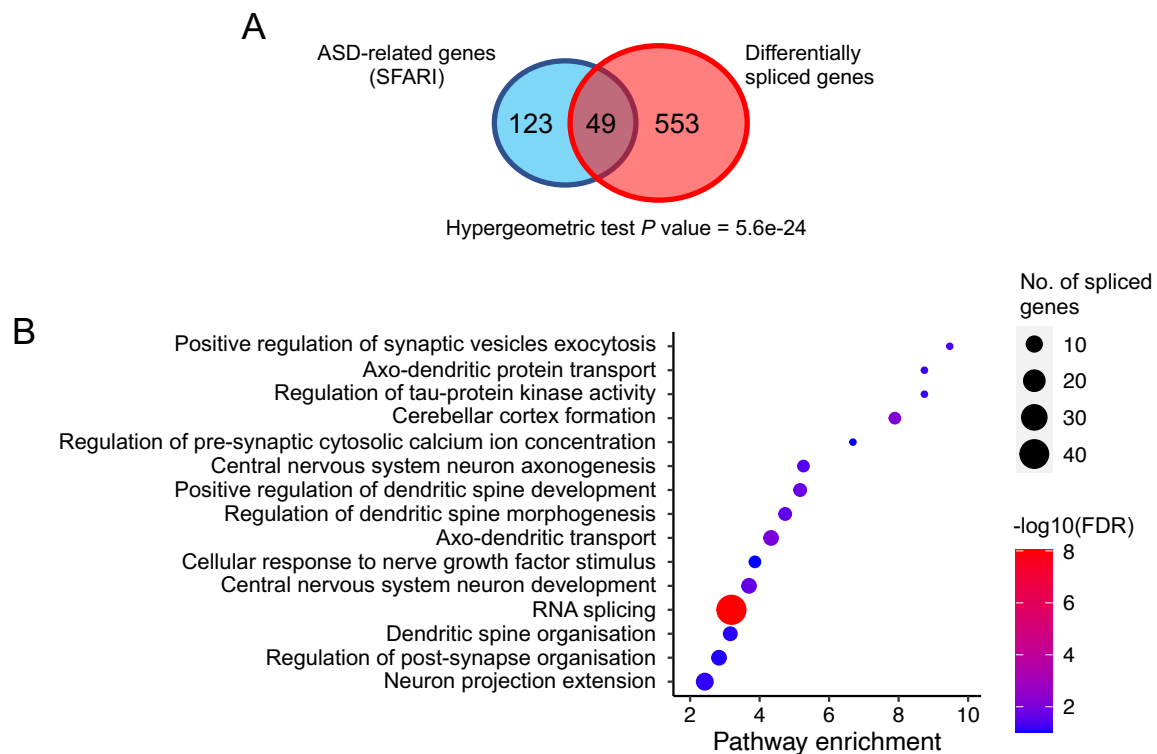 A
ASD-related genes
(SFARI)
Differentially
spliced genes
123
49
553
Hypergeometric test P value = 5.6e-24
B
Positive regulation of synaptic vesicles exocytosis
Axo-dendritic protein transport
Regulation of tau-protein kinase activity
Cerebellar cortex formation
Regulation of pre-synaptic cytosolic calcium ion concentration
Central nervous system neuron axonogenesis
Positive regulation of dendritic spine development
Regulation of dendritic spine morphogenesis
Axo-dendritic transport
Cellular response to nerve growth factor stimulus
Central nervous system neuron development
RNA splicing
Dendritic spine organisation
Regulation of post-synapse organisation
Neuron projection extension
2 4 6 8 10
Pathway enrichment
No. of spliced
genes
10
20
30
40
-log10(FDR)
8
6
4
2